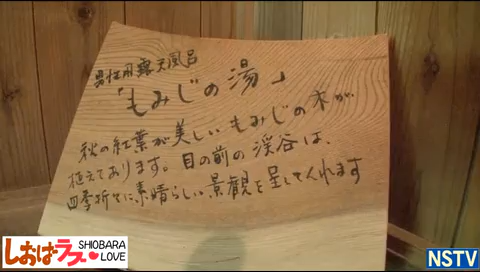 男性用露天風呂
「もみじの湯」
秋の紅葉が美しいもみじの木が
植えてあります。目の前の渓谷は、
四季折々に素晴らしい景観を呈してくれます
しおばラブ
SHIOBARA
LOVE
NSTV